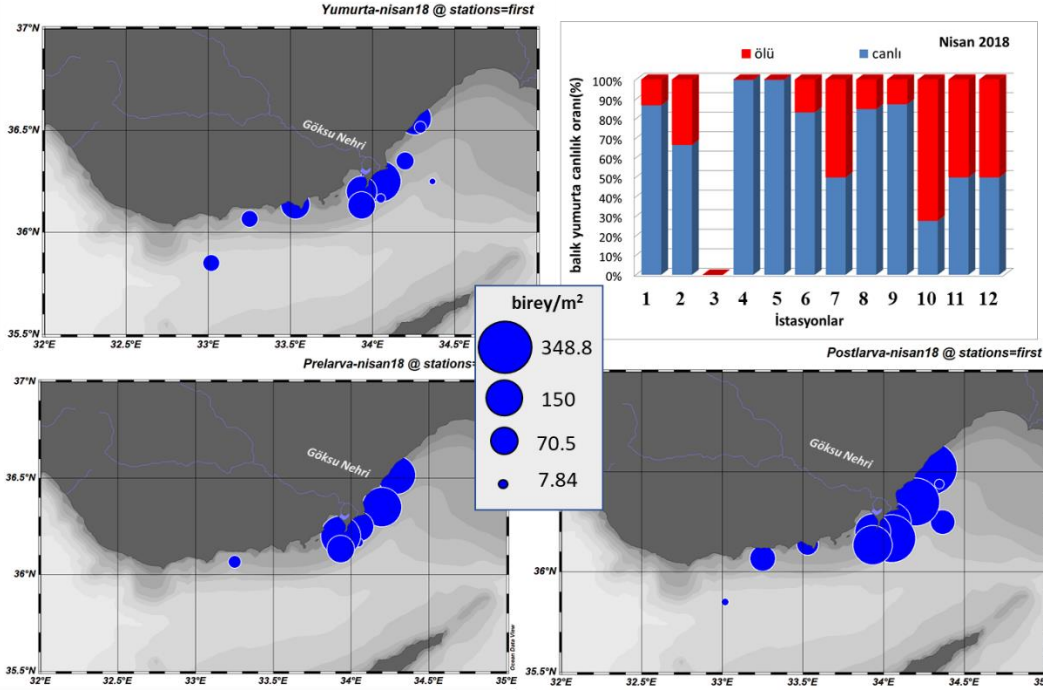 Yumurta-nisan18 @ stations=first
37°N
36.5°N
36°N
35.5°N
32°E
32.5°E
33°E
33.5°E
34°E
34.5°E
35°E
Göksu Nehri
Nisan 2018
ölü
canlı
balık yumurta canlılık oranı(%)
100%
90%
80%
70%
60%
50%
40%
30%
20%
10%
0%
1 2 3 4 5 6 7 8 9 10 11 12
İstasyonlar
birey/m²
348.8
150
70.5
7.84
Prelarva-nisan18 @ stations=
37°N
36.5°N
36°N
35.5°N
32°E
32.5°E
33°E
33.5°E
34°E
34.5°E
35°E
Göksu Nehri
Ocean Data View
Postlarva-nisan18 @ stations=first
36°N
35.5°N
32°E
32.5°E
33°E
33.5°E
34°E
34.5°E
Göksu Nehri